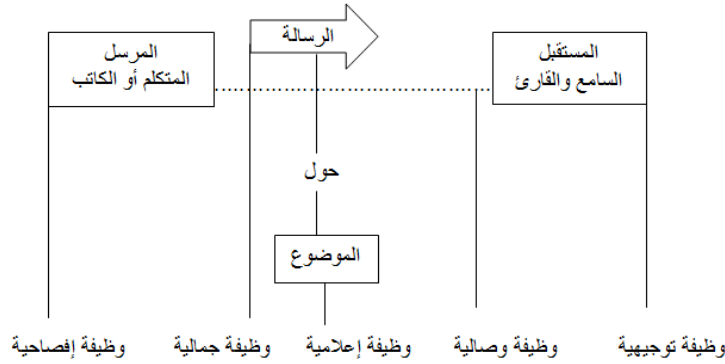 الرسالة
المرسل
المتكلم أو الكاتب
المستقبل
السامع والقارئ
حول
الموضوع
وظيفة توجيهية
وظيفة وصالية
وظيفة إعلامية
وظيفة جمالية
وظيفة إفصاحية